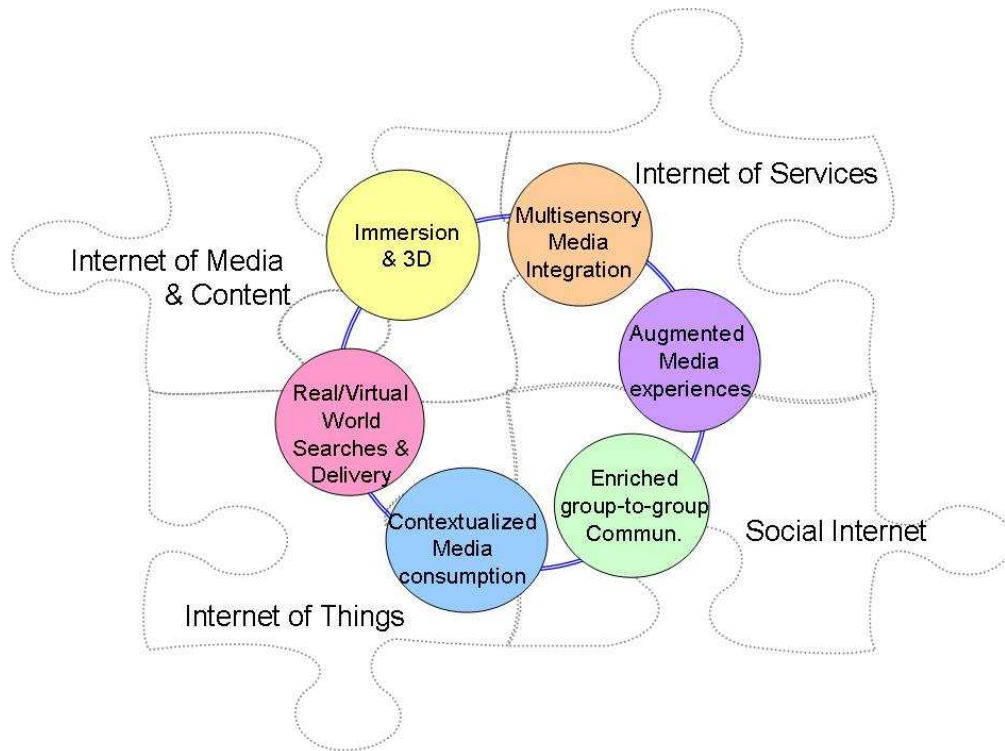 Internet of Services
Immersion
& 3D
Multisensory
Media
Integration
Internet of Media
& Content
Augmented
Media
experiences
Real/Virtual
World
Searches &
Delivery
Enriched
group-to-group
Commun.
Contextualized
Media
consumption
Social Internet
Internet of Things